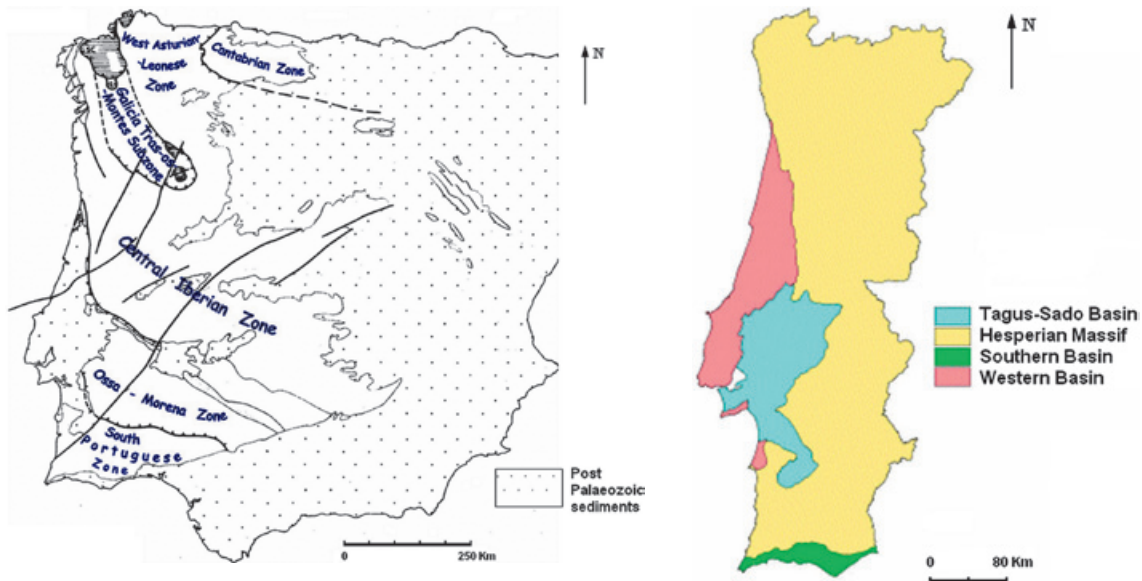 West Asturian-
-Leonese
Zone
Cantabrian Zone
N
Galicia Tras-os
-Montes Subzone
Central Iberian Zone
Ossa - Morena Zone
South
Portuguese
Zone
Post
Palaeozoic
sediments
0 250 Km
N
Tagus-Sado Basin
Hesperian Massif
Southern Basin
Western Basin
0 80 Km